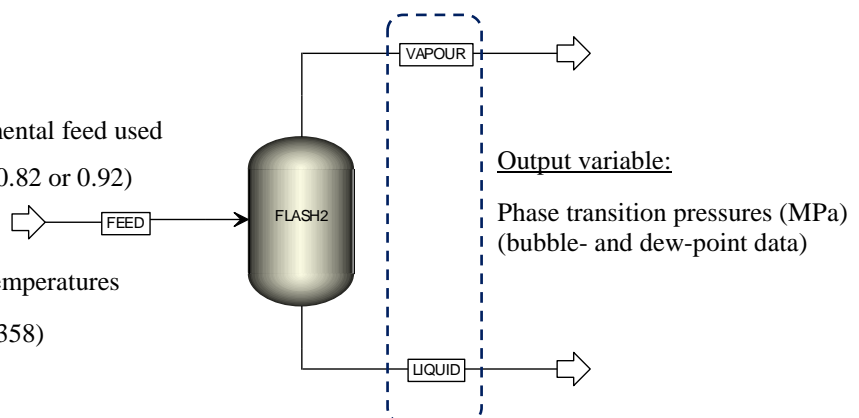 VAPOUR
mental feed used
0.82 or 0.92)
Output variable:
Phase transition pressures (MPa)
(bubble- and dew-point data)
FEED
FLASH2
emperatures
358)
LIQUID